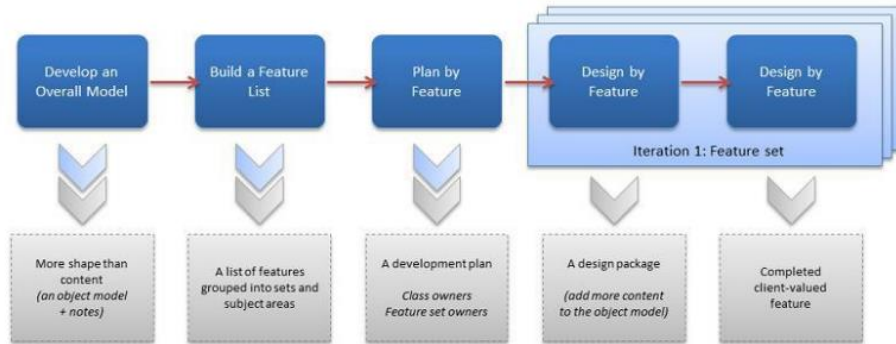 Develop an
Overall Model
Build a Feature
List
Plan by
Feature
Design by
Feature
Design by
Feature
Iteration 1: Feature set
More shape than
content
(an object model
+ notes)
A list of features
grouped into sets and
subject areas
A development plan
Class owners
Feature set owners
A design package
(add more content
to the object model)
Completed
client-valued
feature